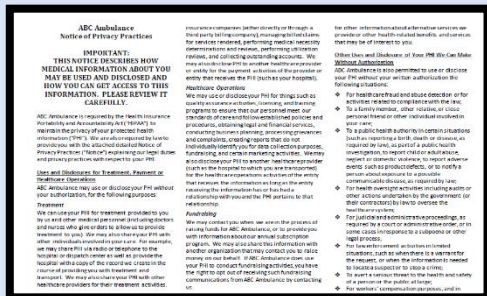 ABC Ambulance
Notice of Privacy Practices
IMPORTANT:
THIS NOTICE DESCRIBES HOW
MEDICAL INFORMATION ABOUT YOU
MAY BE USED AND DISCLOSED AND
HOW YOU CAN GET ACCESS TO THIS
INFORMATION. PLEASE REVIEW IT
CAREFULLY.
ABC Ambulance is required by the Health Insurance
Portability and Accountability Act ("HIPAA") to
maintain the privacy of your protected health
information ("PHI"). We are also required by law to
provide you with the attached detailed Notice of
Privacy Practices ("Notice") explaining our legal duties
and privacy practices with respect to your PHI.
Uses and Disclosures for Treatment, Payment or
Healthcare Operations
ABC Ambulance may use or disclose your PHI without
your authorization, for the following purposes:
Treatment
We can use your PHI for treatment provided to you
by us and other medical personnel (including doctors
and nurses who give orders to allow us to provide
treatment to you). We may also share your PHI with
other individuals involved in your care. For example,
we may share PHI via radio or telephone to the
hospital or dispatch center as well as provide the
hospital with a copy of the record we create in the
course of providing you with treatment and
transport. We may also share your PHI with other
healthcare providers for their treatment activities.
insurance companies (either directly or through a
third party billing company), managing billed claims
for services rendered, performing medical necessity
determinations and reviews, performing utilization
reviews, and collecting outstanding accounts. We
may also disclose PHI to another healthcare provider
or entity for the payment activities of the provider or
entity that receives the PHI (such as your hospital).
Healthcare Operations
We may use or disclose your PHI for things such as
quality assurance activities, licensing, and training
programs to ensure that our personnel meet our
standards of care and follow established policies and
procedures, obtaining legal and financial services,
conducting business planning, processing grievances
and complaints, creating reports that do not
individually identify you for data collection purposes,
fundraising, and certain marketing activities. We may
also disclose your PHI to another healthcare provider
(such as the hospital to which you are transported)
for the healthcare operations activities of the entity
that receives the information as long as the entity
receiving the information has or has had a
relationship with you and the PHI pertains to that
relationship.
Fundraising
We may contact you when we are in the process of
raising funds for ABC Ambulance, or to provide you
with information about our annual subscription
program. We may also share this information with
another organization that may contact you to raise
money on our behalf. If ABC Ambulance does use
your PHI to conduct fundraising activities, you have
the right to opt out of receiving such fundraising
communications from ABC Ambulance by contacting
us
for other information about alternative services we
provide or other health-related benefits and services
that may be of interest to you.
Other Uses and Disclosure of Your PHI We Can Make
Without Authorization
ABC Ambulance is also permitted to use or disclose
your PHI without your written authorization the
following situations:
❖ For healthcare fraud and abuse detection or for
activities related to compliance with the law;
❖ To a family member, other relative, or close
personal friend or other individual involved in
your care;
❖ To a public health authority in certain situations
(such as reporting a birth, death or disease, as
required by law), as part of a public health
investigation, to report child or adult abuse,
neglect or domestic violence, to report adverse
events such as product defects, or to notify a
person about exposure to a possible
communicable disease, as required by law;
❖ For health oversight activities including audits or
other actions undertaken by the government (or
their contractors) by law to oversee the
healthcare system;
❖ For judicial and administrative proceedings, as
required by a court or administrative order, or in
some cases in response to a subpoena or other
legal process;
❖ For law enforcement activities in limited
situations, such as when there is a warrant for
the request, or when the information is needed
to locate a suspect or to stop a crime;
❖ To avert a serious threat to the health and safety
of a person or the public at large;
❖ For workers' compensation purposes, and in